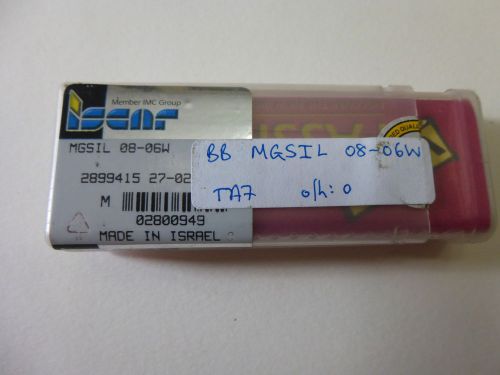 Member IMC Group
iscar
MGSIL 08-06W
2899415 27-02
M
02800949
MADE IN ISRAEL
BB MGSIL 08-06W
TA7 o/h: 0